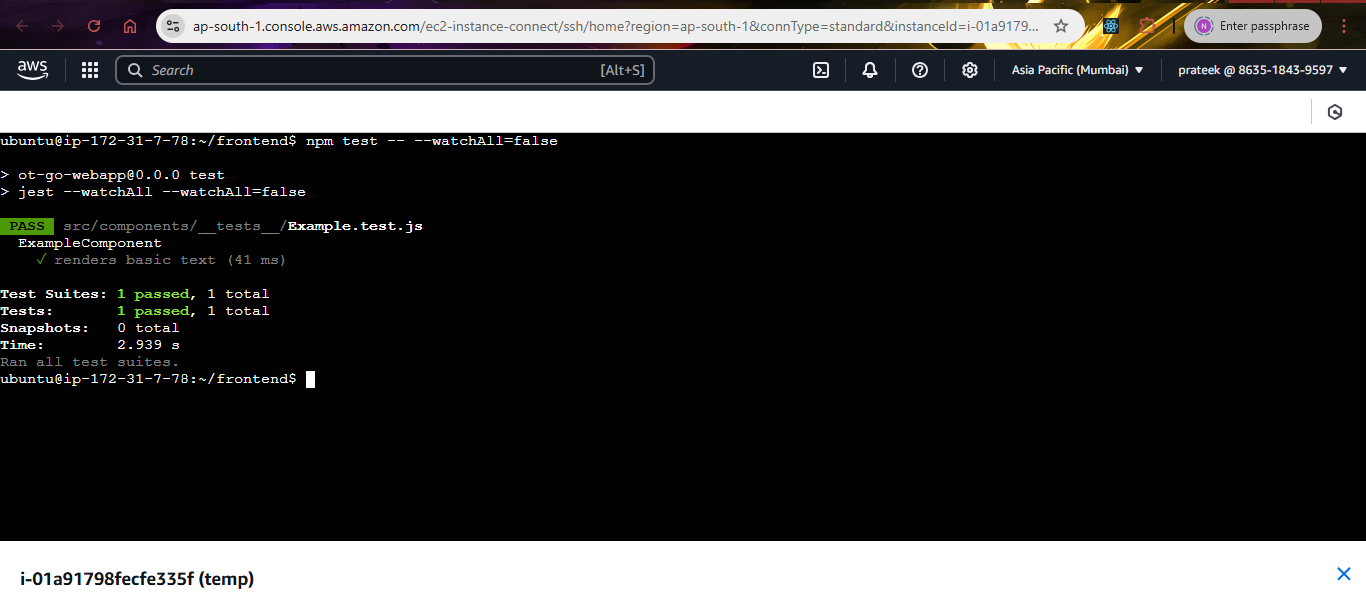 ap-south-1.console.aws.amazon.com/ec2-instance-connect/ssh/home?region=ap-south-1&connType=standard&instanceId=i-01a9179...
N Enter passphrase
aws Search [Alt+S] Asia Pacific (Mumbai) ▼ prateek @ 8635-1843-9597 ▼
ubuntu@ip-172-31-7-78:~/frontend$ npm test -- --watchAll=false
> ot-go-webapp@0.0.0 test
> jest --watchAll --watchAll=false
PASS src/components/__tests__/Example.test.js
ExampleComponent
✓ renders basic text (41 ms)
Test Suites: 1 passed, 1 total
Tests: 1 passed, 1 total
Snapshots: 0 total
Time: 2.939 s
Ran all test suites.
ubuntu@ip-172-31-7-78:~/frontend$
i-01a91798fecfe335f (temp)